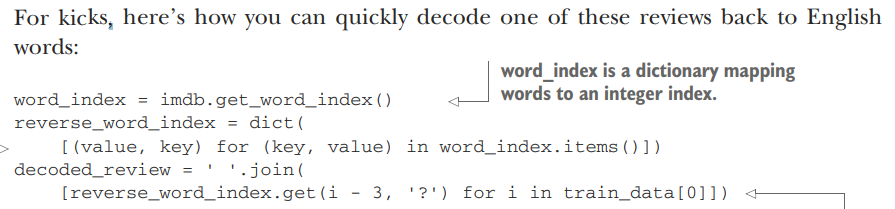 For kicks, here's how you can quickly decode one of these reviews back to English
words:
word_index is a dictionary mapping
words to an integer index.
word_index = imdb.get_word_index()
reverse_word_index = dict(
[(value, key) for (key, value) in word_index.items()])
decoded_review = ' '.join(
[reverse_word_index.get(i - 3, '?') for i in train_data[0]])